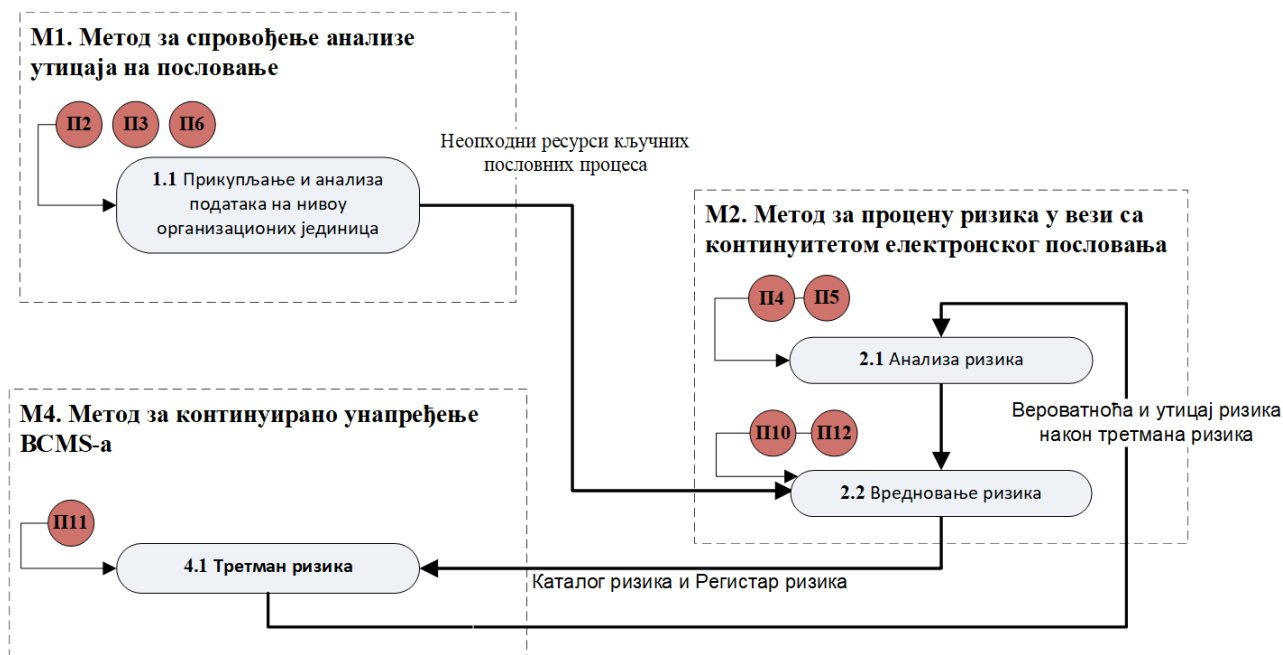 М1. Метод за спровођење анализе
утицаја на пословање
П2 П3 П6
1.1 Прикупљање и анализа
података на нивоу
организационих јединица
Неопходни ресурси кључних
пословних процеса
М2. Метод за процену ризика у вези са
континуитетом електронског пословања
П4 П5
2.1 Анализа ризика
Вероватноћа и утицај ризика
након третмана ризика
П10 П12
2.2 Вредновање ризика
М4. Метод за континуирано унапређење
BCMS-а
П11
4.1 Третман ризика
Каталог ризика и Регистар ризика